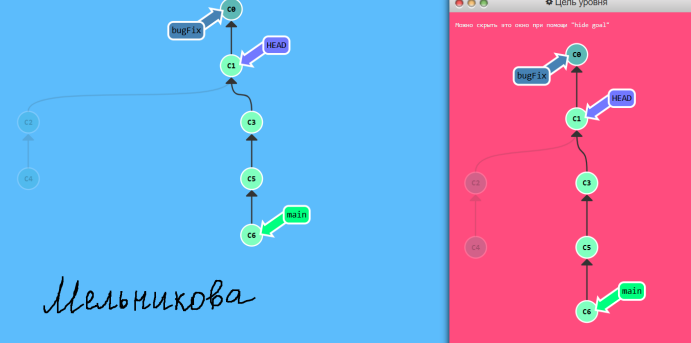 Цель уровня
Можно скрыть это окно при помощи "hide goal"
C0
bugFix
HEAD
C1
C2
C3
C4
C5
main
C6
Мельникова
C0
bugFix
HEAD
C1
C2
C3
C4
C5
main
C6